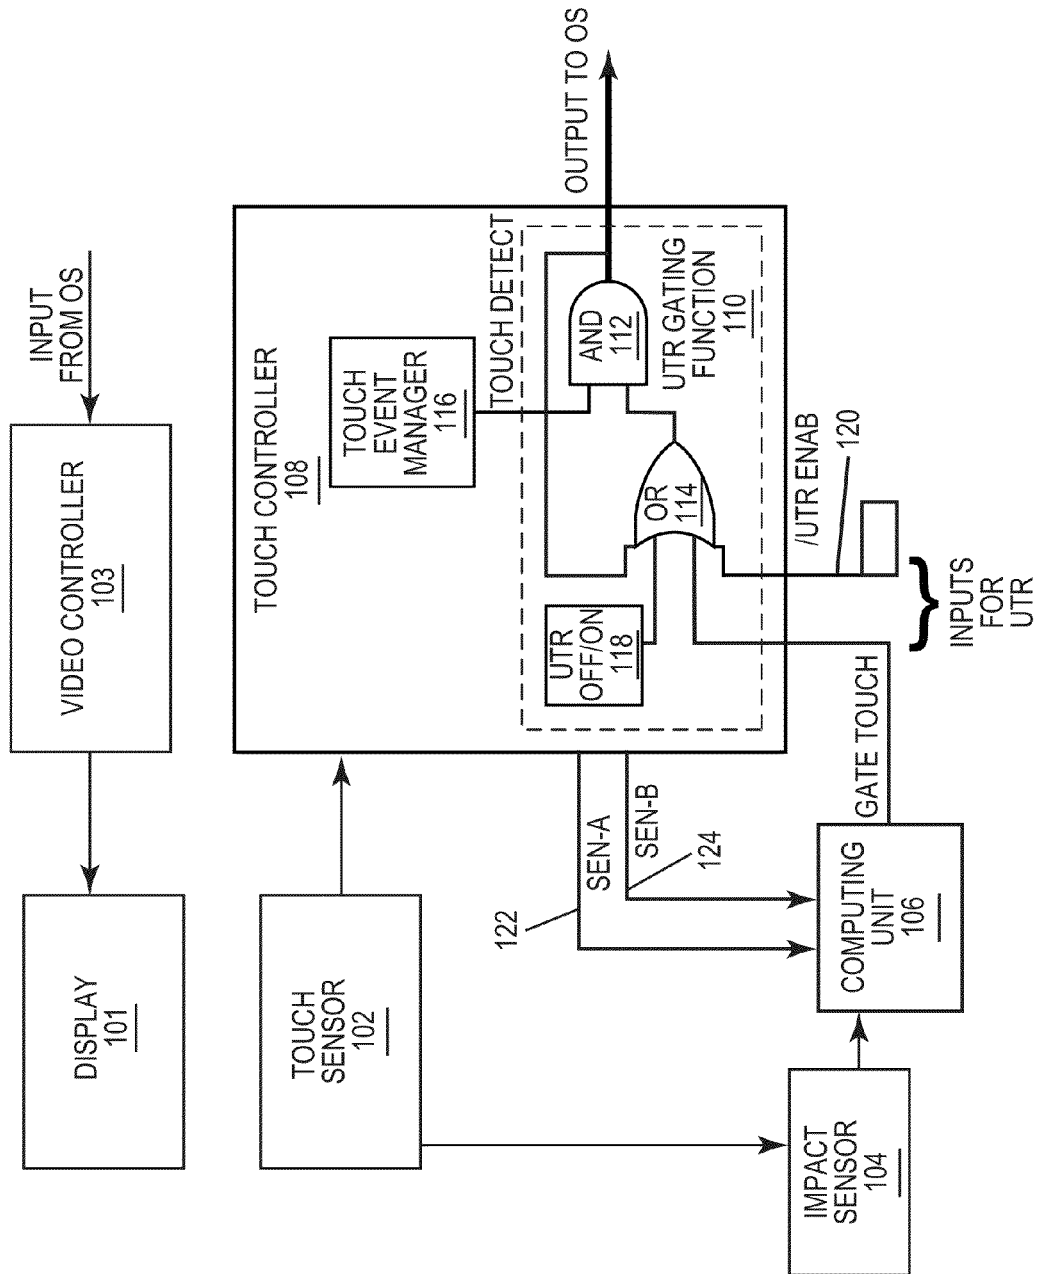 INPUT
FROM OS
VIDEO CONTROLLER
103
DISPLAY
101
TOUCH CONTROLLER
108
TOUCH
EVENT
MANAGER
116
TOUCH DETECT
OUTPUT TO OS
AND
112
UTR GATING
FUNCTION
110
OR
114
UTR
OFF/ON
118
TOUCH
SENSOR
102
SEN-A
SEN-B
122
124
/UTR ENAB
120
INPUTS
FOR
UTR
GATE TOUCH
COMPUTING
UNIT
106
IMPACT
SENSOR
104